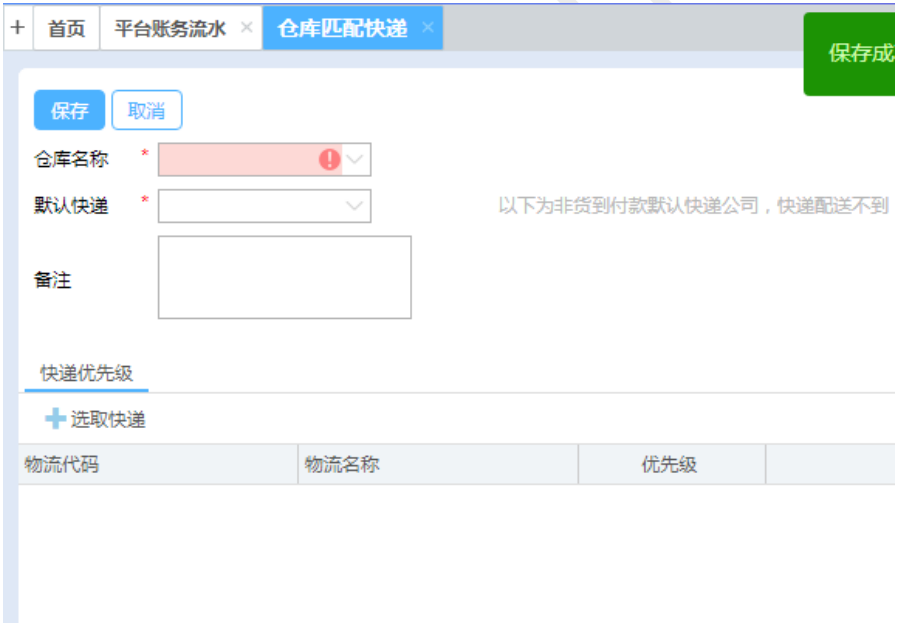 + 首页 平台账务流水 × 仓库匹配快递 ×
保存成
保存 取消
仓库名称 *
默认快递 * 以下为非货到付款默认快递公司，快递配送不到
备注
快递优先级
选取快递
物流代码 物流名称 优先级